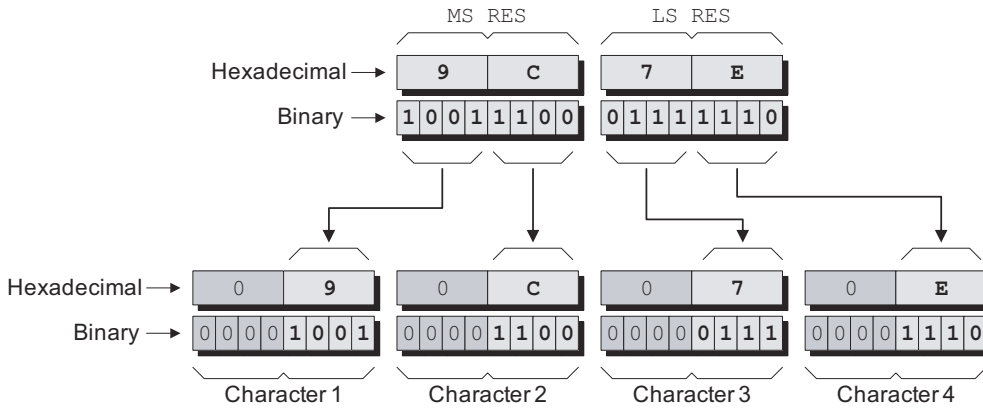 MS RES LS RES
Hexadecimal 9 C 7 E
Binary 1 0 0 1 1 1 0 0 0 1 1 1 1 1 1 0
Hexadecimal 0 9 0 C 0 7 0 E
Binary 0 0 0 0 1 0 0 1 0 0 0 0 1 1 0 0 0 0 0 0 0 1 1 1 0 0 0 0 1 1 1 0
Character 1 Character 2 Character 3 Character 4